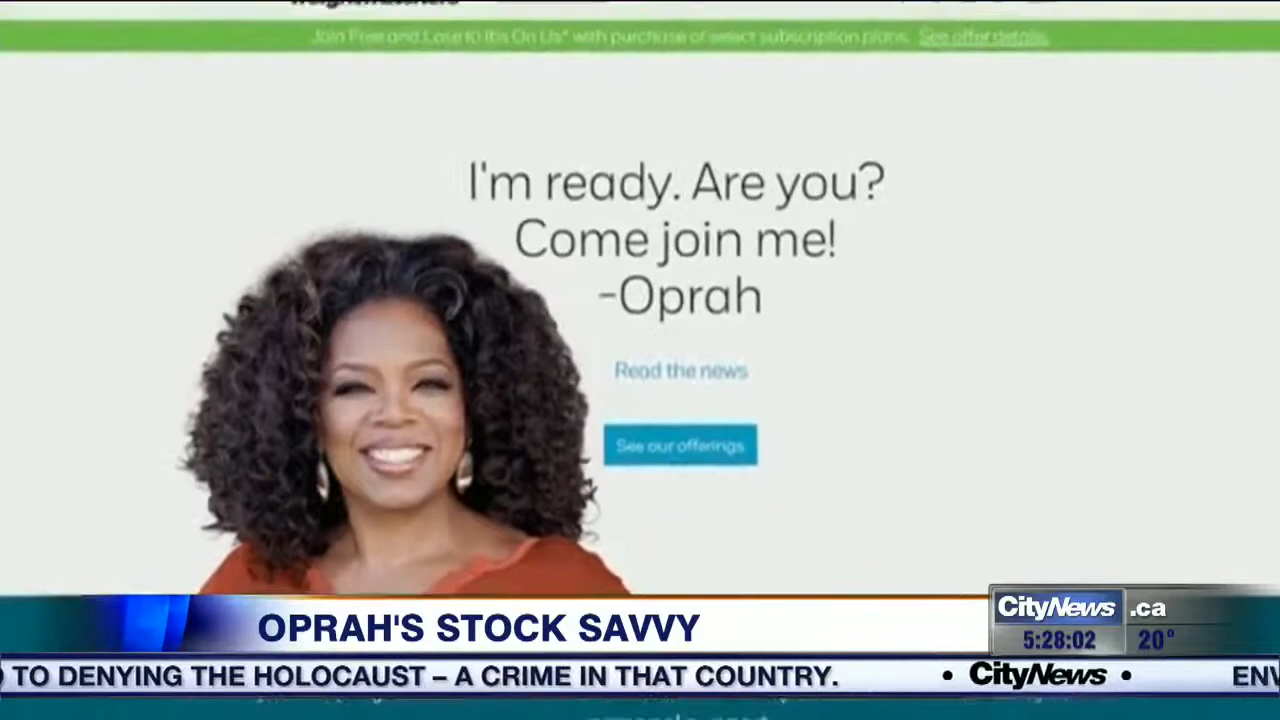 Join Free and Lose 10 lbs On Us* with purchase of select subscription plans. See offer details.
I'm ready. Are you?
Come join me!
-Oprah
Read the news
See our offerings
OPRAH'S STOCK SAVVY
CityNews .ca
5:28:02 20°
TO DENYING THE HOLOCAUST – A CRIME IN THAT COUNTRY. • CityNews • ENV